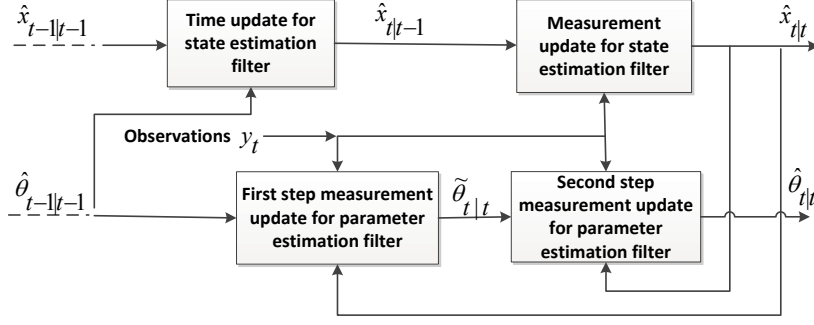 x̂ₜ₋₁|ₜ₋₁
Time update for
state estimation
filter
x̂ₜ|ₜ₋₁
Measurement
update for state
estimation filter
x̂ₜ|ₜ
Observations yₜ
θ̂ₜ₋₁|ₜ₋₁
First step measurement
update for parameter
estimation filter
θ̃ₜ|ₜ
Second step
measurement update
for parameter
estimation filter
θ̂ₜ|ₜ